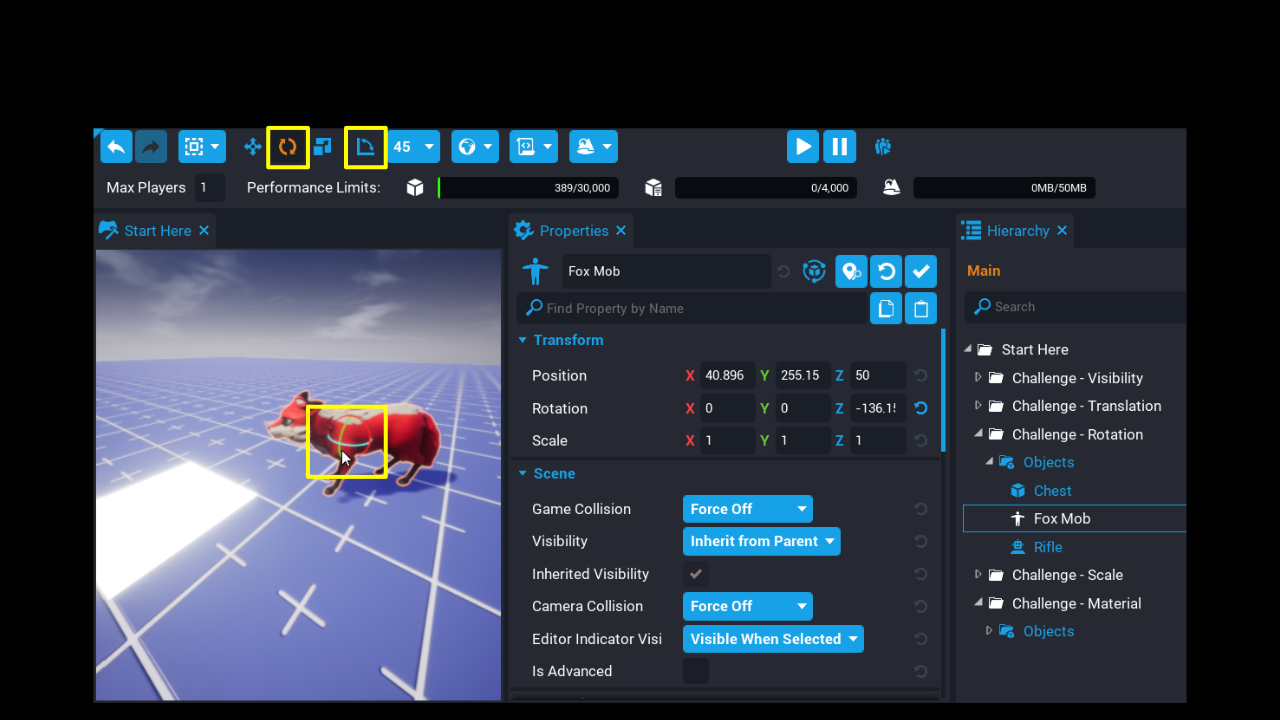 45
Max Players 1 Performance Limits: 389/30,000 0/4,000 0MB/50MB
Start Here
Properties
Hierarchy
Fox Mob
Main
Find Property by Name
Search
Transform
Position X 40.896 Y 255.15 Z 50
Rotation X 0 Y 0 Z -136.1
Scale X 1 Y 1 Z 1
Scene
Game Collision Force Off
Visibility Inherit from Parent
Inherited Visibility
Camera Collision Force Off
Editor Indicator Visi Visible When Selected
Is Advanced
Start Here
Challenge - Visibility
Challenge - Translation
Challenge - Rotation
Objects
Chest
Fox Mob
Rifle
Challenge - Scale
Challenge - Material
Objects